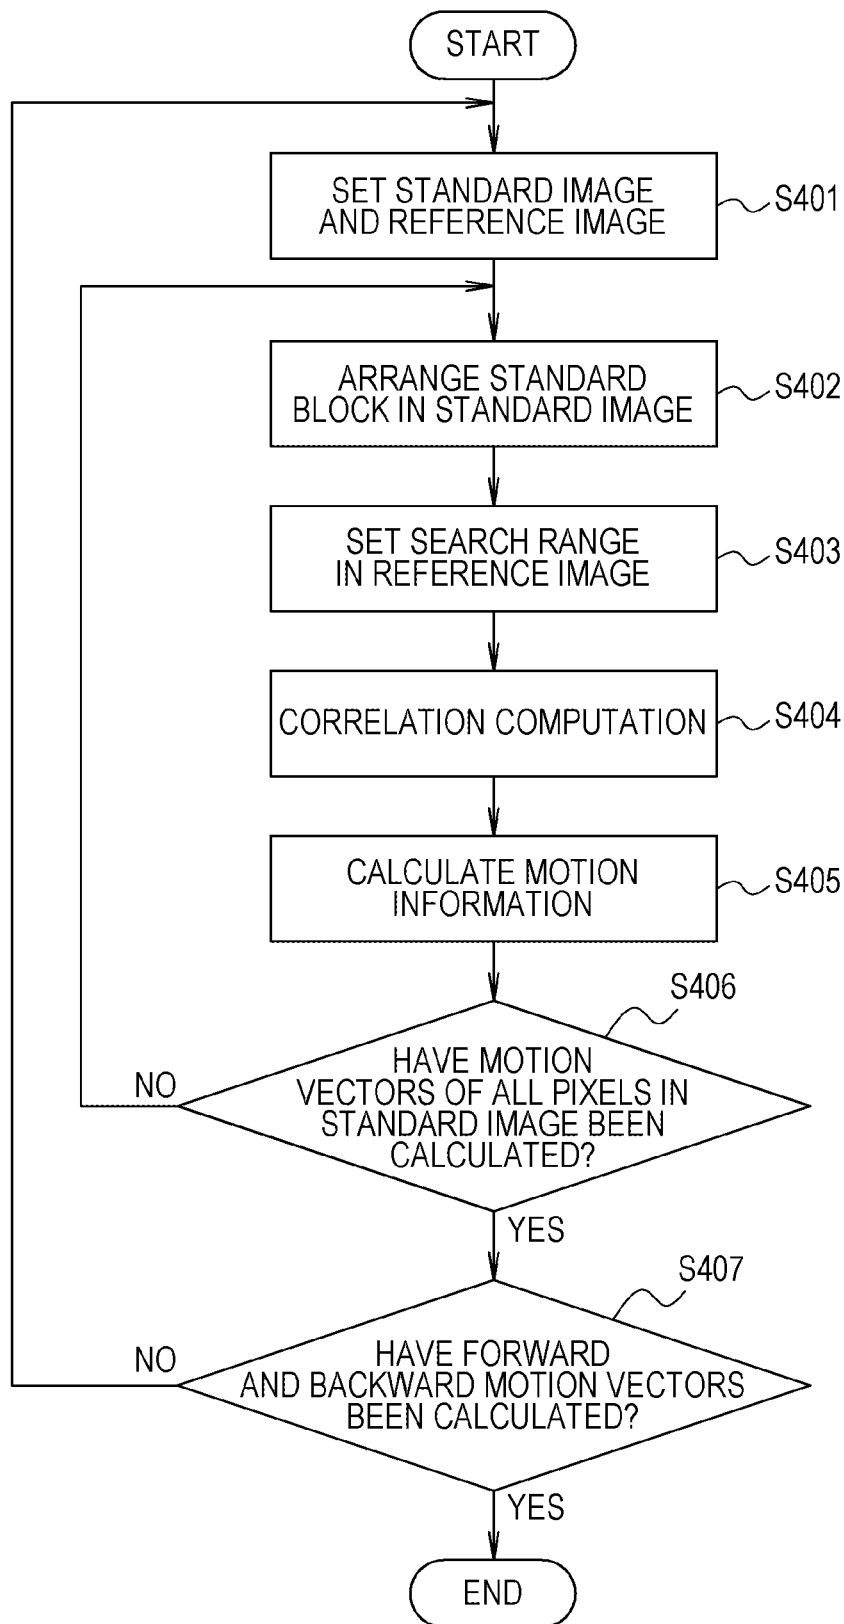 START
SET STANDARD IMAGE
AND REFERENCE IMAGE
S401
ARRANGE STANDARD
BLOCK IN STANDARD IMAGE
S402
SET SEARCH RANGE
IN REFERENCE IMAGE
S403
CORRELATION COMPUTATION
S404
CALCULATE MOTION
INFORMATION
S405
S406
HAVE MOTION
VECTORS OF ALL PIXELS IN
STANDARD IMAGE BEEN
CALCULATED?
NO
YES
S407
HAVE FORWARD
AND BACKWARD MOTION VECTORS
BEEN CALCULATED?
NO
YES
END